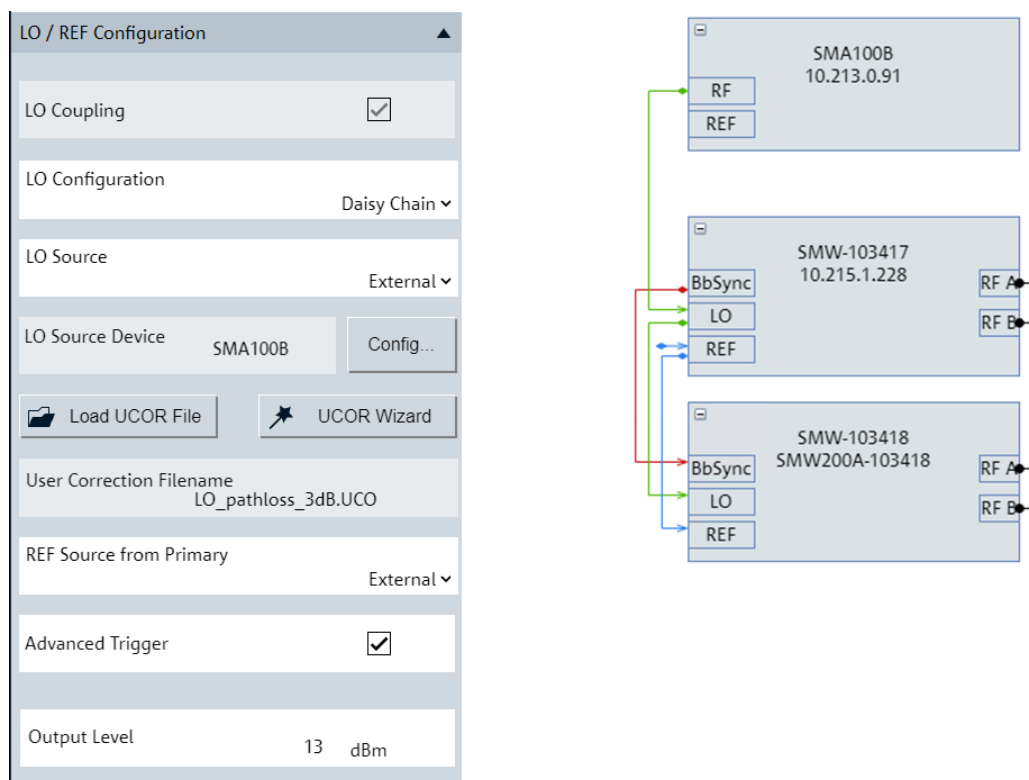 LO / REF Configuration
LO Coupling
LO Configuration
Daisy Chain
LO Source
External
LO Source Device
SMA100B
Config...
Load UCOR File
UCOR Wizard
User Correction Filename
LO_pathloss_3dB.UCO
REF Source from Primary
External
Advanced Trigger
Output Level
13 dBm
SMA100B
10.213.0.91
RF
REF
SMW-103417
10.215.1.228
BbSync
LO
REF
RF A
RF B
SMW-103418
SMW200A-103418
BbSync
LO
REF
RF A
RF B